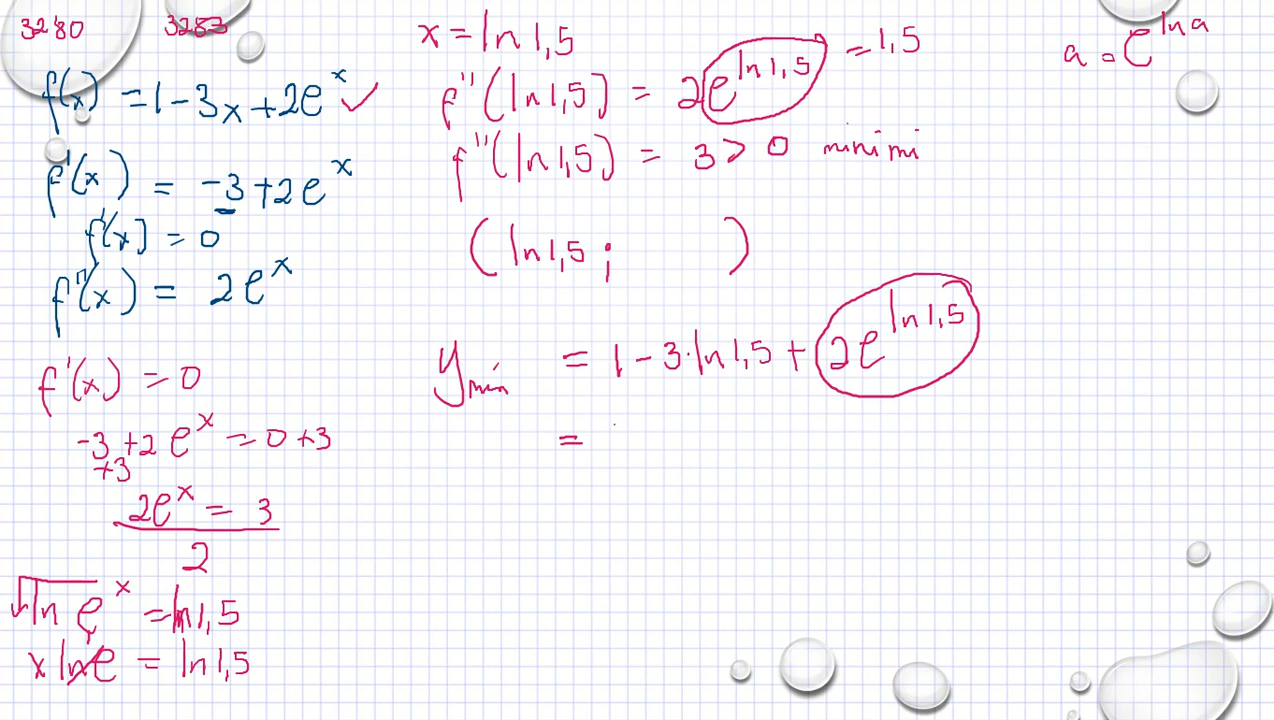 3280 3283
f(x) = 1 - 3x + 2e^x ✓
f'(x) = -3 + 2e^x
f'(x) = 0
f''(x) = 2e^x
f'(x) = 0
-3 + 2e^x = 0 + 3
+3
2e^x = 3
2
ln e^x = ln 1,5
x ln e = ln 1,5
x = ln 1,5
f''(ln 1,5) = 2e^ln 1,5 = 1,5
f''(ln 1,5) = 3 > 0 minimi
(ln 1,5 ; )
y min = 1 - 3·ln 1,5 + 2e^ln 1,5
=
a = e^ln a